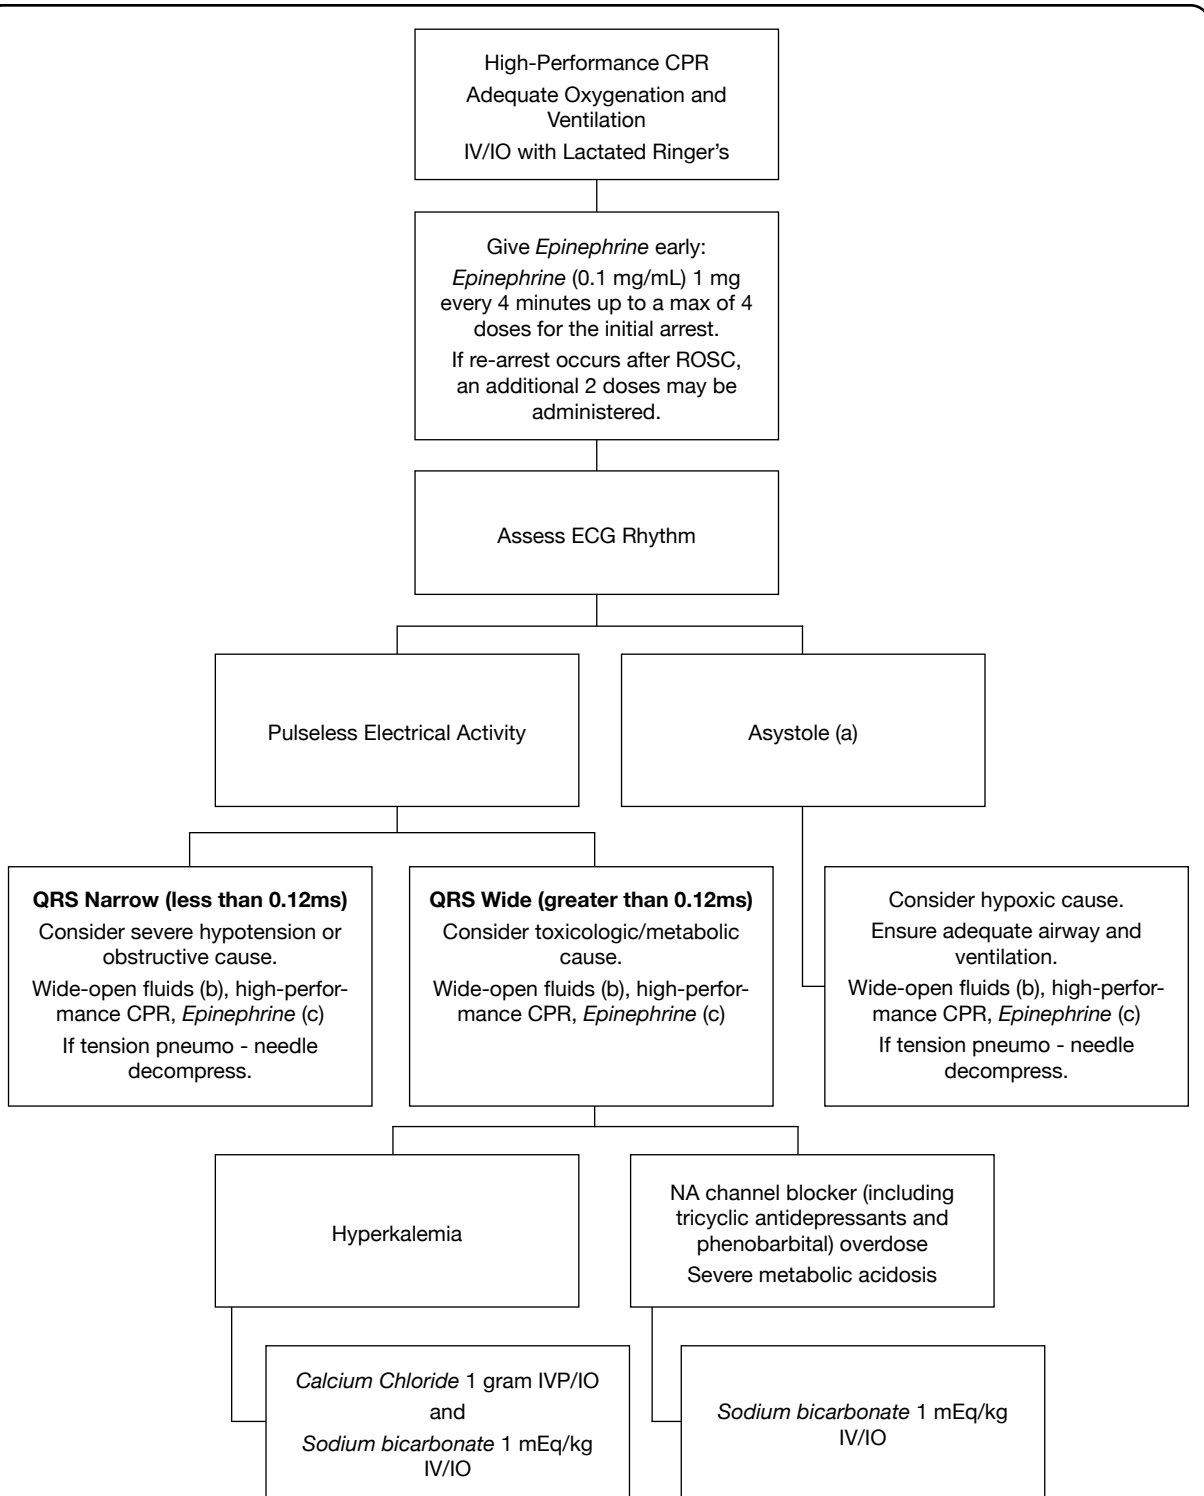 High-Performance CPR
Adequate Oxygenation and
Ventilation
IV/IO with Lactated Ringer’s
Give Epinephrine early:
Epinephrine (0.1 mg/mL) 1 mg
every 4 minutes up to a max of 4
doses for the initial arrest.
If re-arrest occurs after ROSC,
an additional 2 doses may be
administered.
Assess ECG Rhythm
Pulseless Electrical Activity
Asystole (a)
QRS Narrow (less than 0.12ms)
Consider severe hypotension or
obstructive cause.
Wide-open fluids (b), high-perfor-
mance CPR, Epinephrine (c)
If tension pneumo - needle
decompress.
QRS Wide (greater than 0.12ms)
Consider toxicologic/metabolic
cause.
Wide-open fluids (b), high-perfor-
mance CPR, Epinephrine (c)
Consider hypoxic cause.
Ensure adequate airway and
ventilation.
Wide-open fluids (b), high-perfor-
mance CPR, Epinephrine (c)
If tension pneumo - needle
decompress.
Hyperkalemia
NA channel blocker (including
tricyclic antidepressants and
phenobarbital) overdose
Severe metabolic acidosis
Calcium Chloride 1 gram IVP/IO
and
Sodium bicarbonate 1 mEq/kg
IV/IO
Sodium bicarbonate 1 mEq/kg
IV/IO